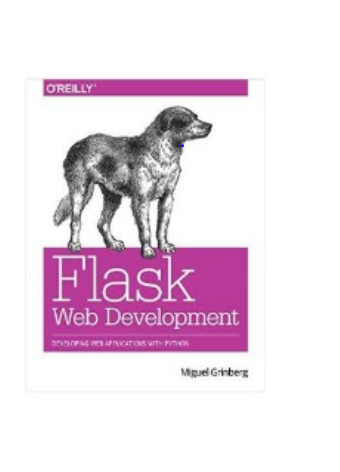 O'REILLY®
Flask
Web Development
DEVELOPING WEB APPLICATIONS WITH PYTHON
Miguel Grinberg